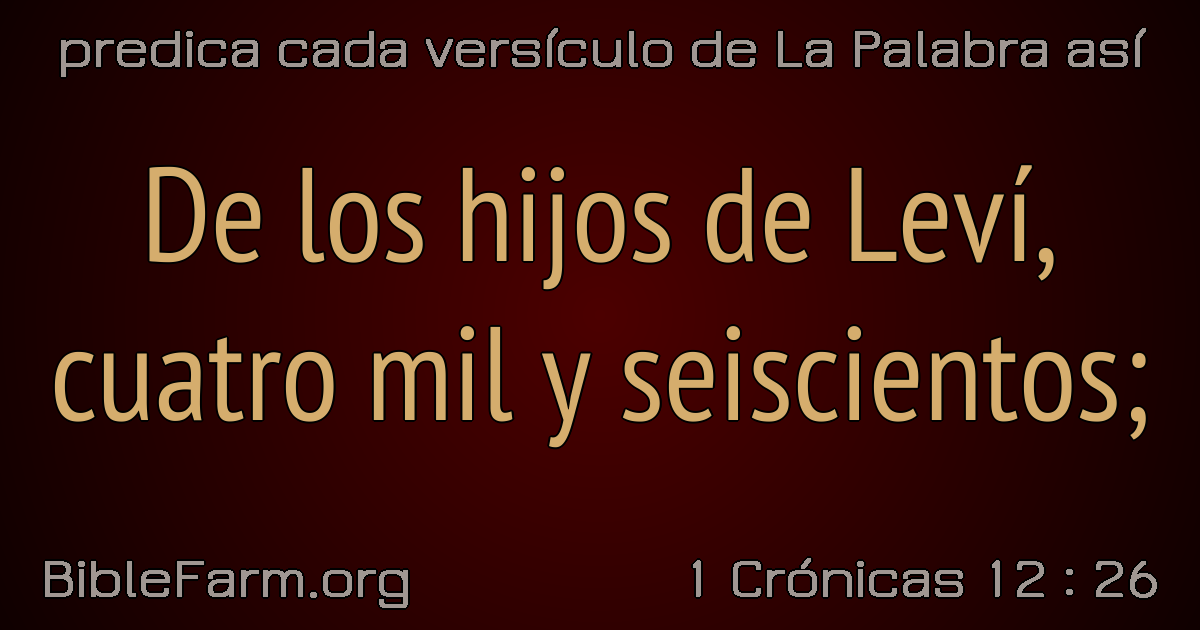 predica cada versículo de La Palabra así
De los hijos de Leví,
cuatro mil y seiscientos;
BibleFarm.org
1 Crónicas 12 : 26